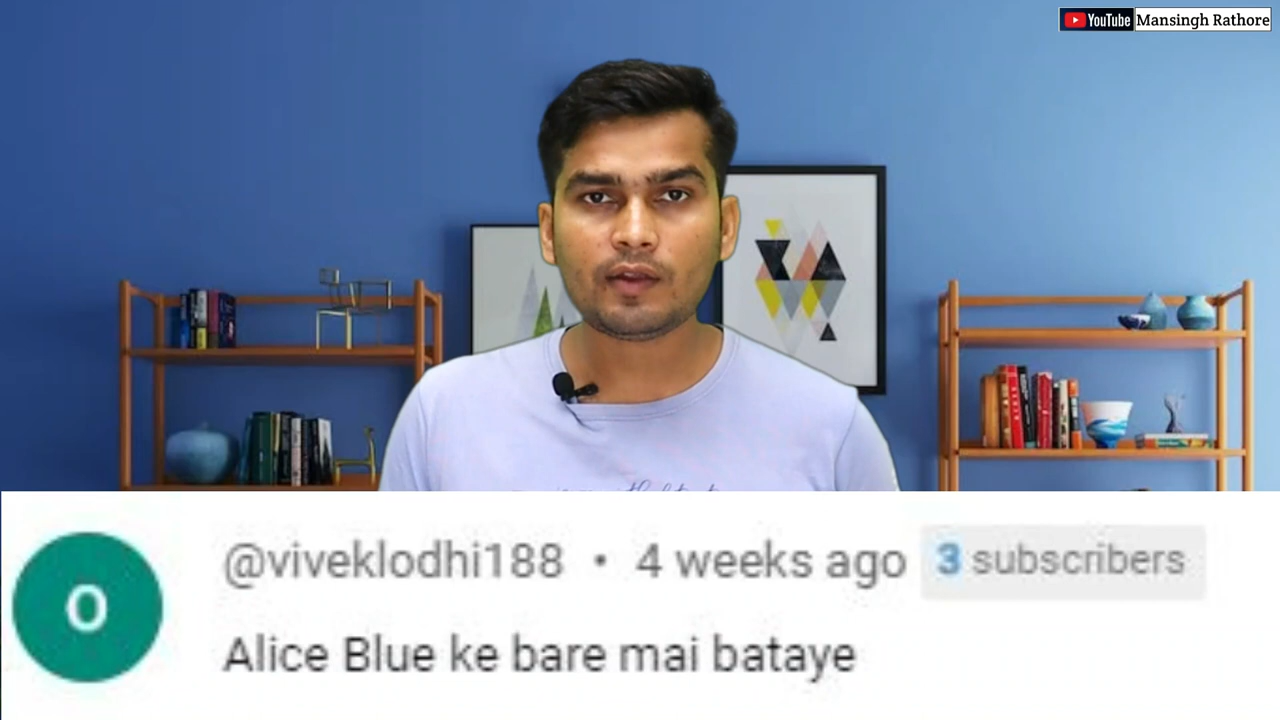 YouTube Mansingh Rathore
O
@viveklodhi188 • 4 weeks ago 3 subscribers
Alice Blue ke bare mai bataye